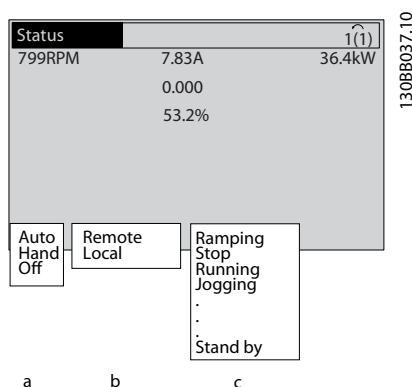 Status 1(1)
799RPM 7.83A 36.4kW
0.000
53.2%
Auto
Hand
Off
Remote
Local
Ramping
Stop
Running
Jogging
.
.
.
Stand by
a b c
130BB037.10